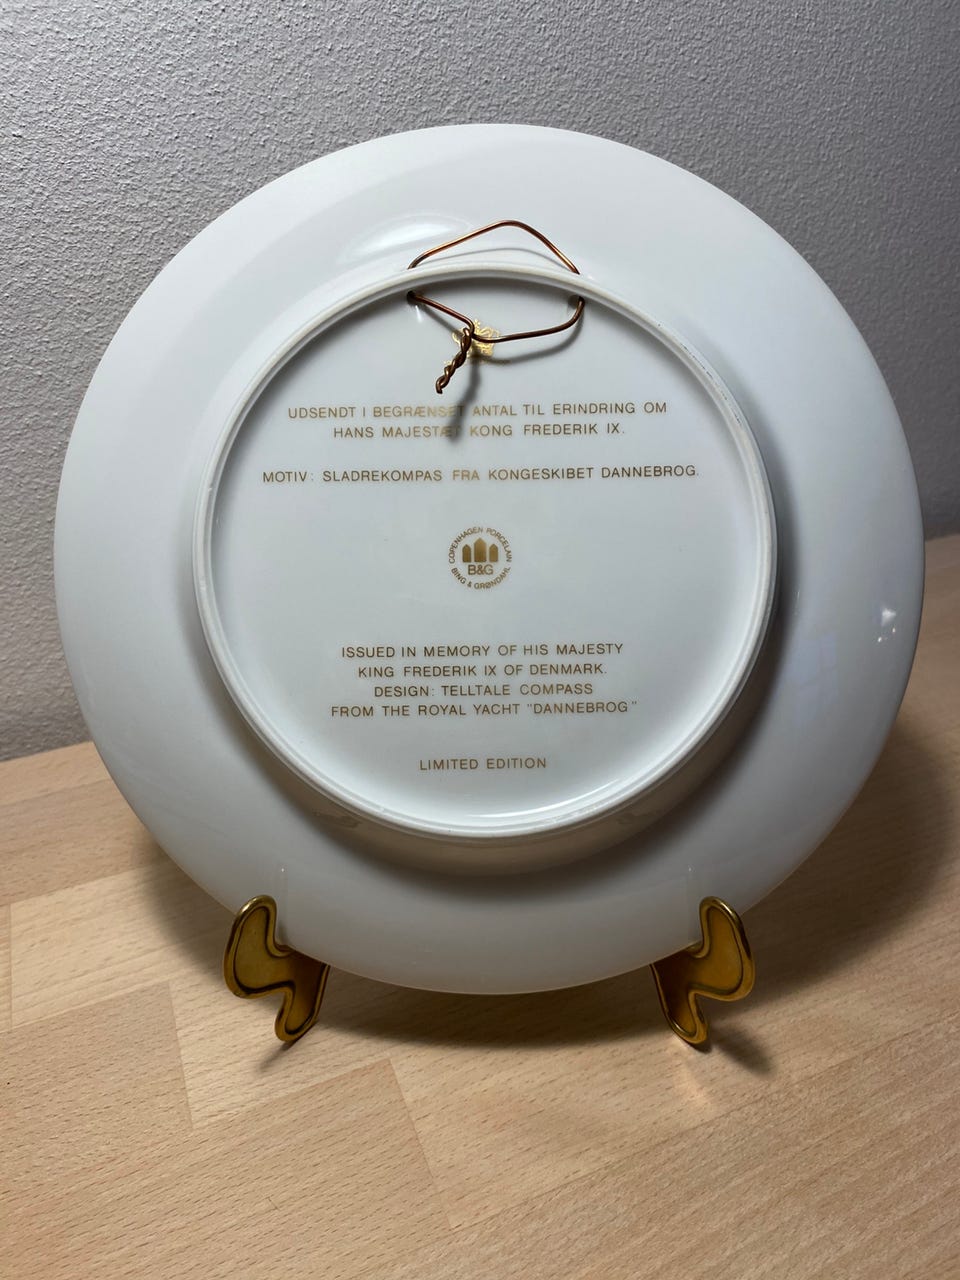 UDSENDT I BEGRÆNSET ANTAL TIL ERINDRING OM
HANS MAJESTÆT KONG FREDERIK IX.
MOTIV: SLADREKOMPAS FRA KONGESKIBET DANNEBROG.
COPENHAGEN PORCELAIN
B&G
BING & GRØNDAHL
ISSUED IN MEMORY OF HIS MAJESTY
KING FREDERIK IX OF DENMARK.
DESIGN: TELLTALE COMPASS
FROM THE ROYAL YACHT "DANNEBROG"
LIMITED EDITION